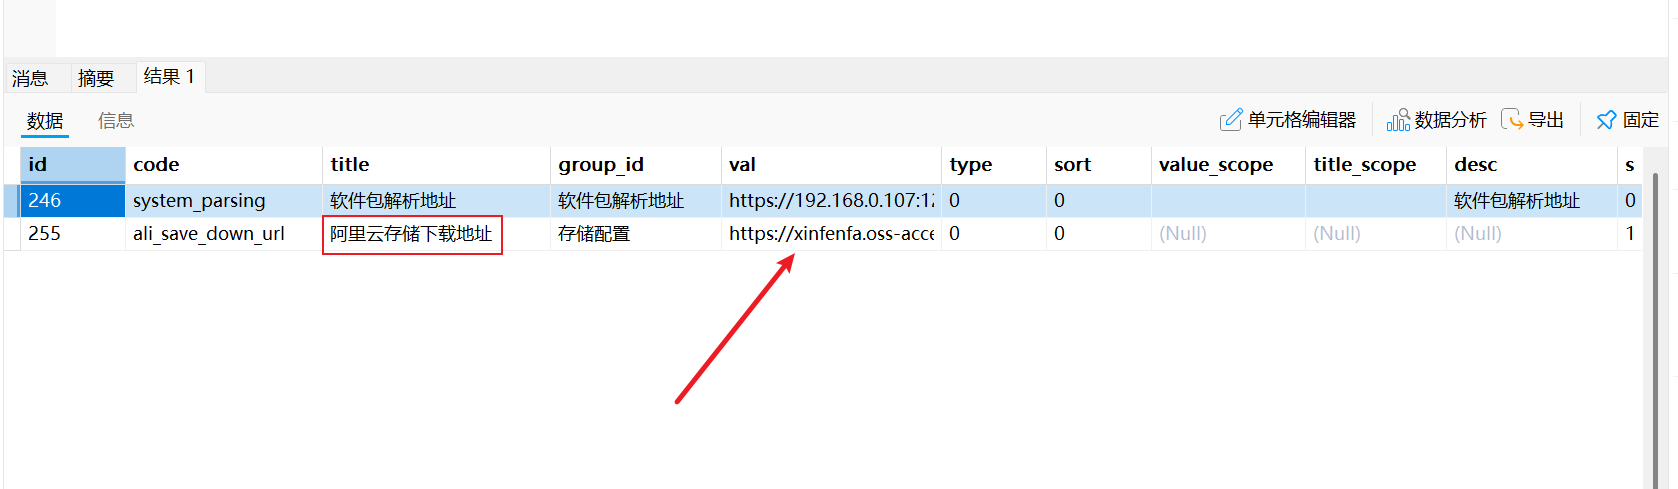 消息 摘要 结果 1
数据 信息 单元格编辑器 数据分析 导出 固定
id code title group_id val type sort value_scope title_scope desc s
246 system_parsing 软件包解析地址 软件包解析地址 https://192.168.0.107:12 0 0 软件包解析地址 0
255 ali_save_down_url 阿里云存储下载地址 存储配置 https://xinfenfa.oss-acce 0 0 (Null) (Null) (Null) 1